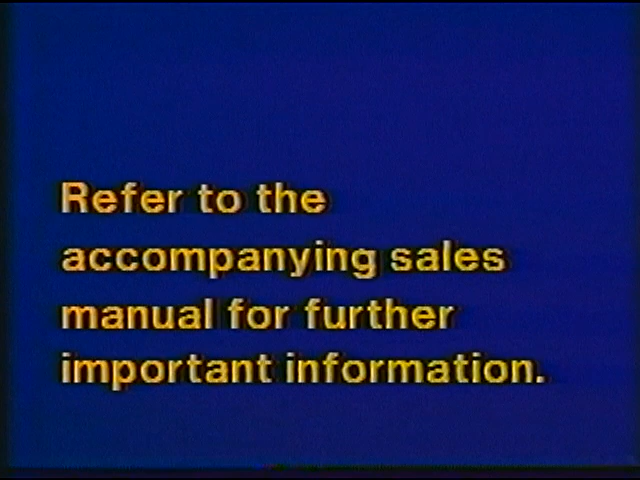 Refer to the
accompanying sales
manual for further
important information.